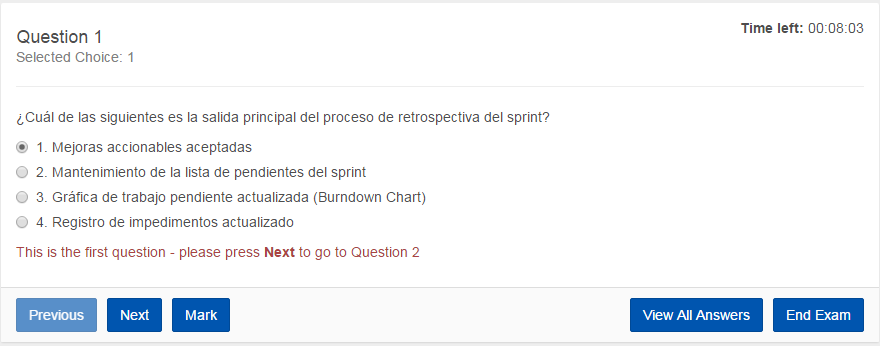 Question 1
Time left: 00:08:03
Selected Choice: 1
¿Cuál de las siguientes es la salida principal del proceso de retrospectiva del sprint?
1. Mejoras accionables aceptadas
2. Mantenimiento de la lista de pendientes del sprint
3. Gráfica de trabajo pendiente actualizada (Burndown Chart)
4. Registro de impedimentos actualizado
This is the first question - please press Next to go to Question 2
Previous Next Mark View All Answers End Exam